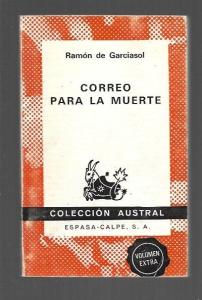 Ramón de Garciasol
CORREO
PARA LA MUERTE
COLECCIÓN AUSTRAL
ESPASA-CALPE, S. A.
VOLUMEN
EXTRA